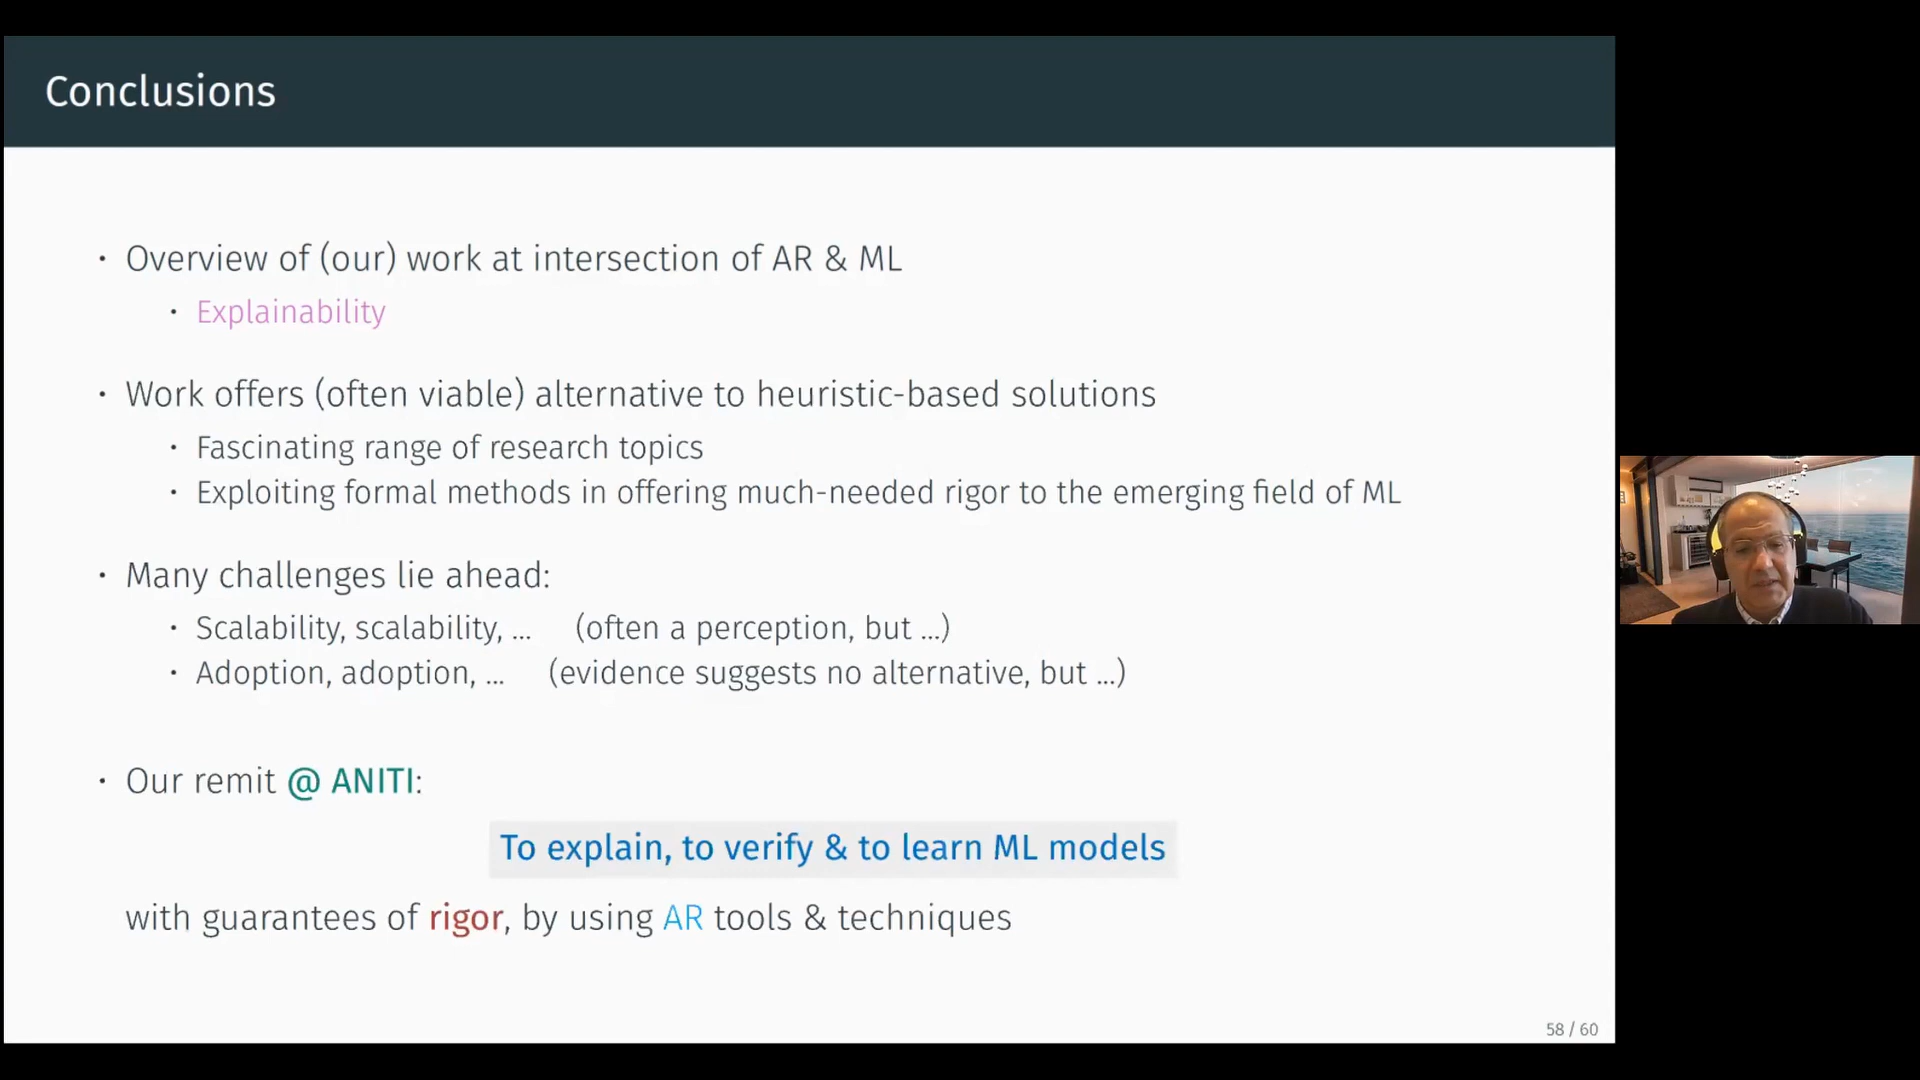 Conclusions
• Overview of (our) work at intersection of AR & ML
• Explainability
• Work offers (often viable) alternative to heuristic-based solutions
• Fascinating range of research topics
• Exploiting formal methods in offering much-needed rigor to the emerging field of ML
• Many challenges lie ahead:
• Scalability, scalability, ... (often a perception, but ...)
• Adoption, adoption, ... (evidence suggests no alternative, but ...)
• Our remit @ ANITI:
To explain, to verify & to learn ML models
with guarantees of rigor, by using AR tools & techniques
58 / 60